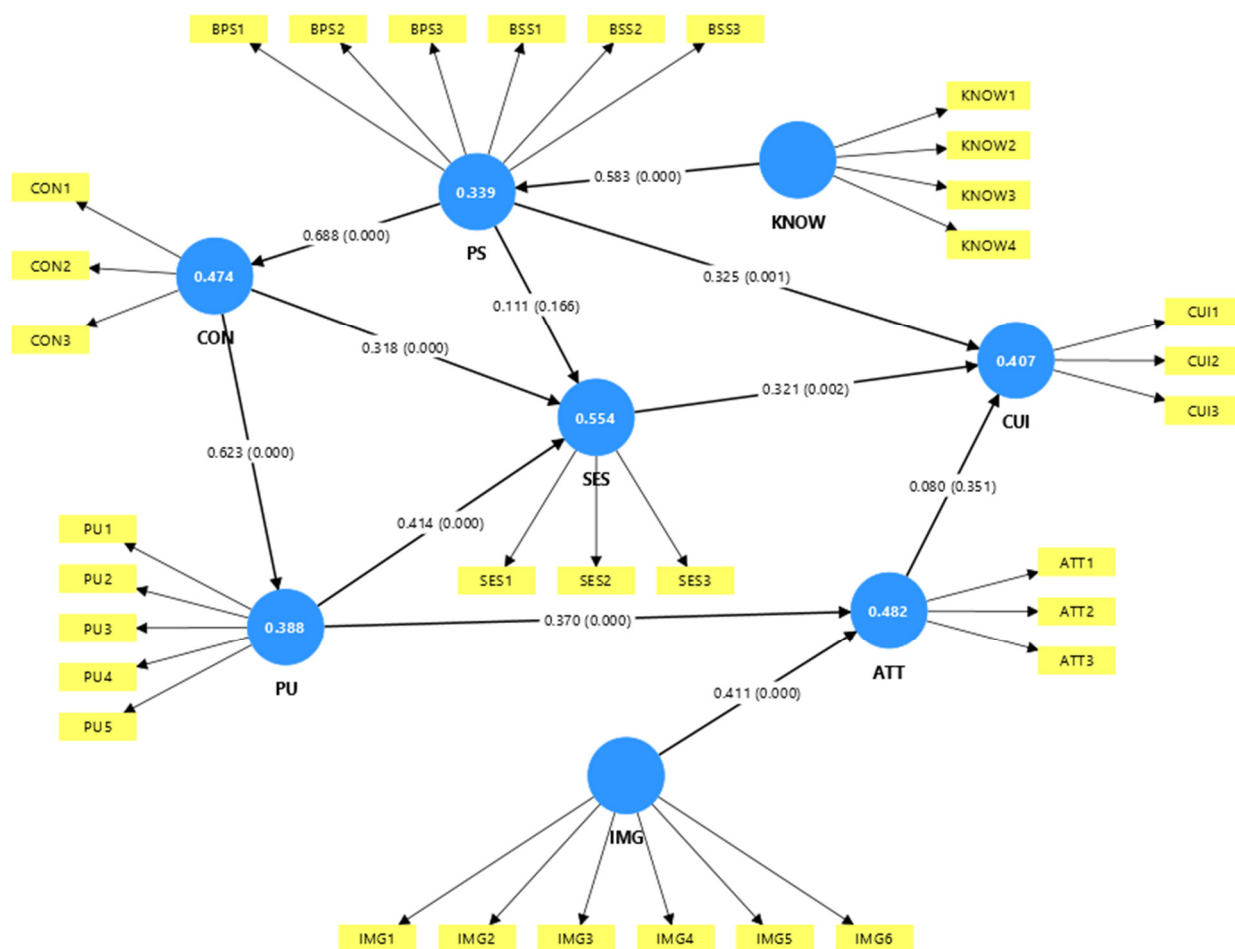 BPS1
BPS2
BPS3
BSS1
BSS2
BSS3
KNOW1
KNOW2
KNOW3
KNOW4
KNOW
0.583 (0.000)
0.339
PS
CON1
CON2
CON3
0.474
CON
0.688 (0.000)
0.325 (0.001)
0.111 (0.166)
0.318 (0.000)
CUI1
CUI2
CUI3
0.407
CUI
0.321 (0.002)
0.554
SES
0.623 (0.000)
0.080 (0.351)
0.414 (0.000)
SES1
SES2
SES3
PU1
PU2
PU3
PU4
PU5
0.388
PU
0.370 (0.000)
0.482
ATT
ATT1
ATT2
ATT3
0.411 (0.000)
IMG
IMG1
IMG2
IMG3
IMG4
IMG5
IMG6